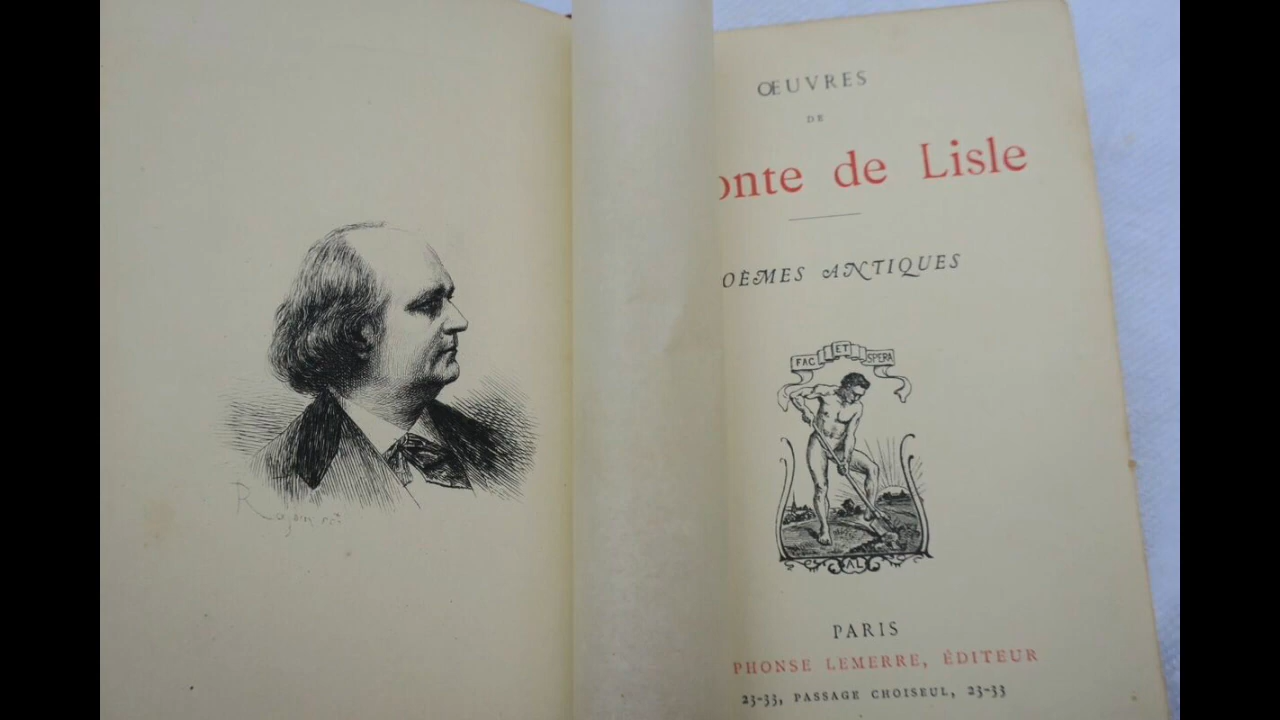 ŒUVRES
DE
onte de Lisle
OÈMES ANTIQUES
FAC ET SPERA
AL
PARIS
PHONSE LEMERRE, ÉDITEUR
23-33, PASSAGE CHOISEUL, 23-33